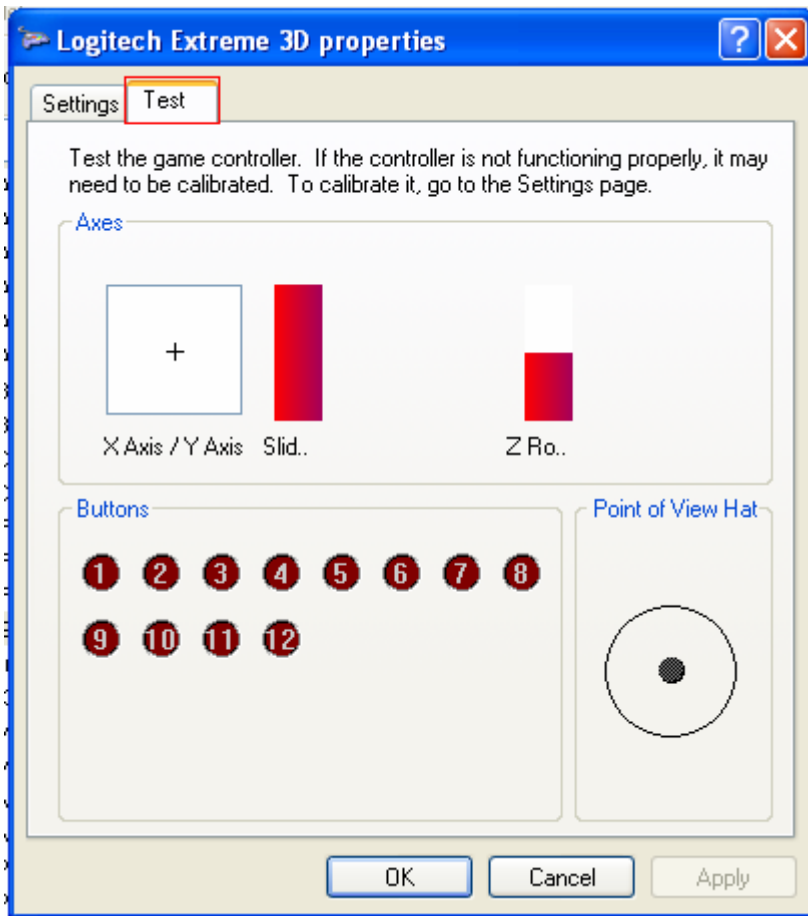 Logitech Extreme 3D properties
Settings
Test
Test the game controller. If the controller is not functioning properly, it may
need to be calibrated. To calibrate it, go to the Settings page.
Axes
X Axis / Y Axis
Slid..
Z Ro..
Buttons
1 2 3 4 5 6 7 8
9 10 11 12
Point of View Hat
OK
Cancel
Apply